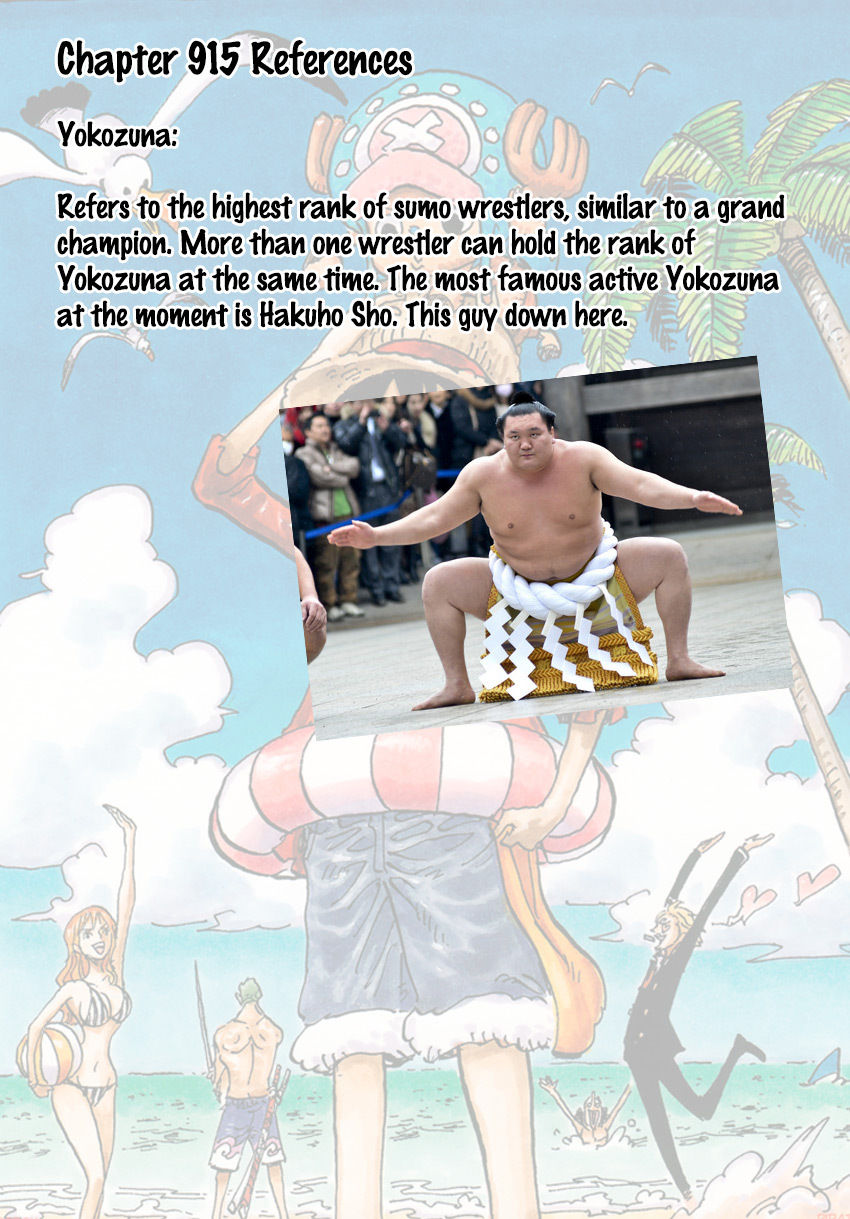 Chapter 915 References
Yokozuna:
Refers to the highest rank of sumo wrestlers, similar to a grand
champion. More than one wrestler can hold the rank of
Yokozuna at the same time. The most famous active Yokozuna
at the moment is Hakuho Sho. This guy down here.